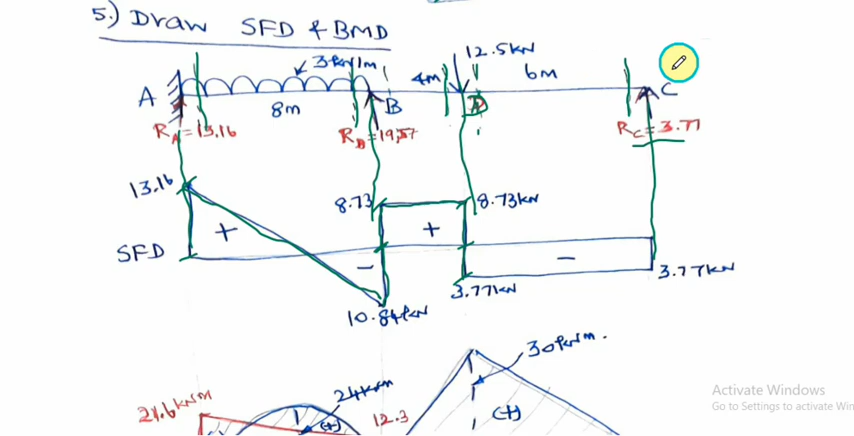 5.) Draw SFD & BMD
3kN/m
12.5kN
4m
6m
A
8m
B
D
C
RA=13.16
RB=19.57
RC=3.77
13.16
8.73
8.73kN
+
+
SFD
-
-
10.84kN
3.77kN
3.77kN
30kNm.
24kNm
12.3
(+)
(+)
Activate Windows
Go to Settings to activate Win